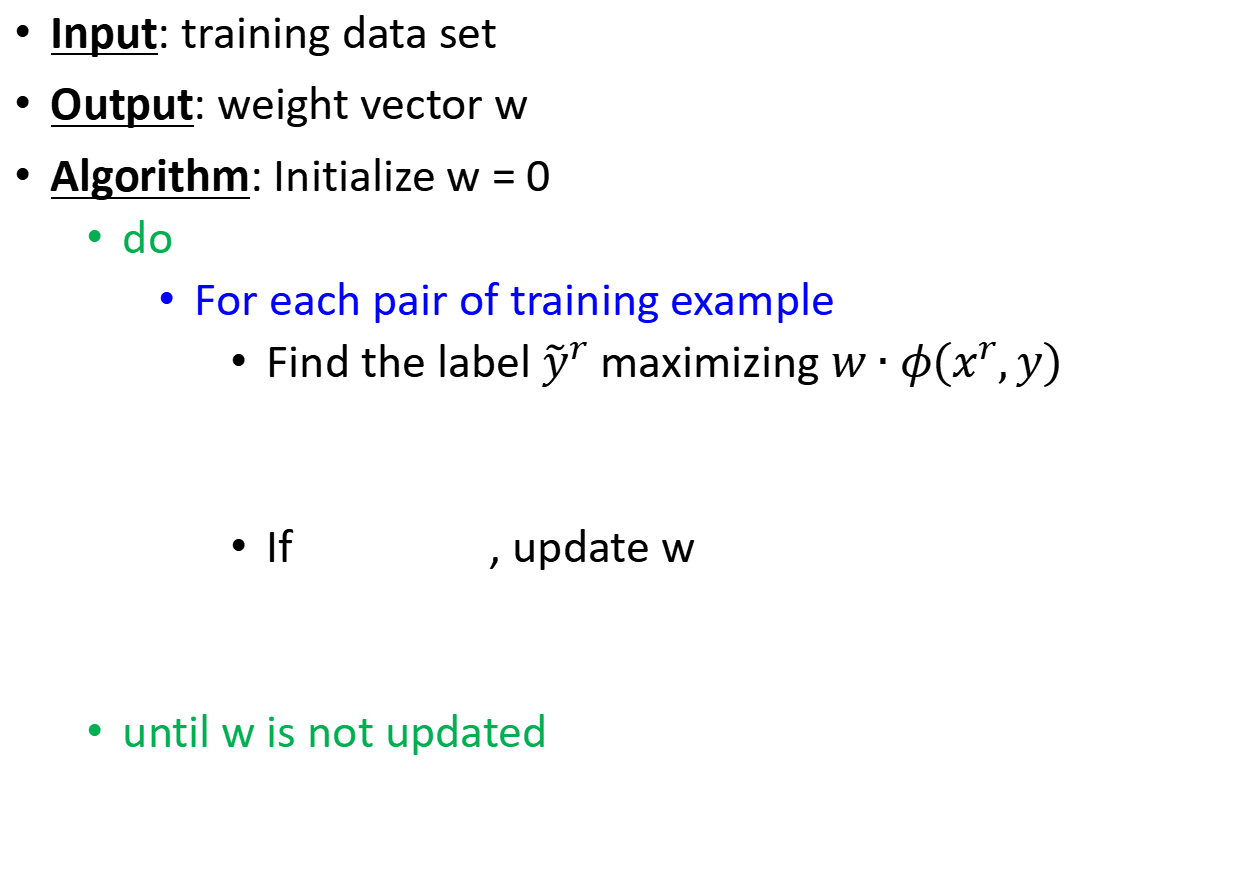 • Input: training data set
• Output: weight vector w
• Algorithm: Initialize w = 0
• do
• For each pair of training example
• Find the label ỹʳ maximizing w · ϕ(xʳ, y)
• If , update w
• until w is not updated